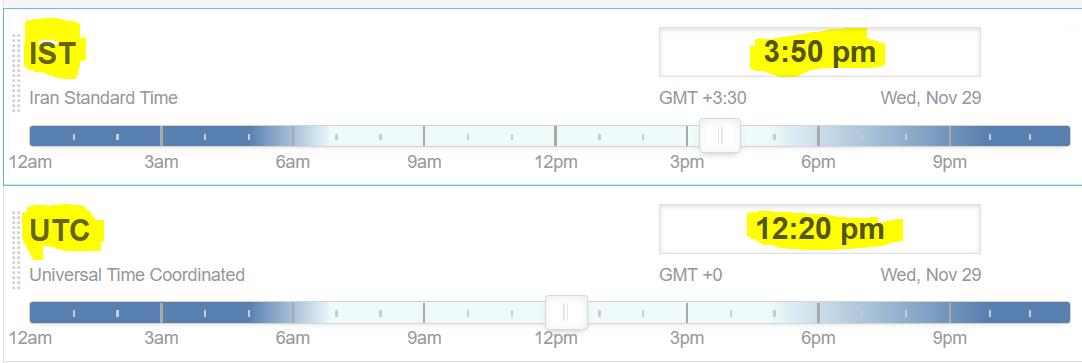 IST 3:50 pm
Iran Standard Time GMT +3:30 Wed, Nov 29
12am 3am 6am 9am 12pm 3pm 6pm 9pm
UTC 12:20 pm
Universal Time Coordinated GMT +0 Wed, Nov 29
12am 3am 6am 9am 12pm 3pm 6pm 9pm